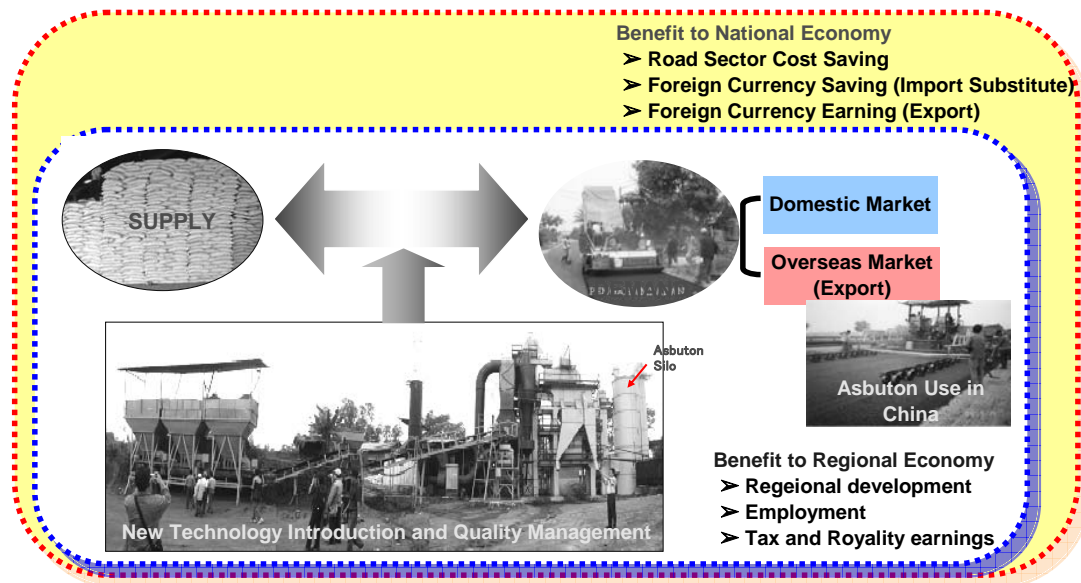 Benefit to National Economy
➢ Road Sector Cost Saving
➢ Foreign Currency Saving (Import Substitute)
➢ Foreign Currency Earning (Export)
SUPPLY
Domestic Market
Overseas Market
(Export)
Asbuton
Silo
Asbuton Use in
China
New Technology Introduction and Quality Management
Benefit to Regional Economy
➢ Regeional development
➢ Employment
➢ Tax and Royality earnings